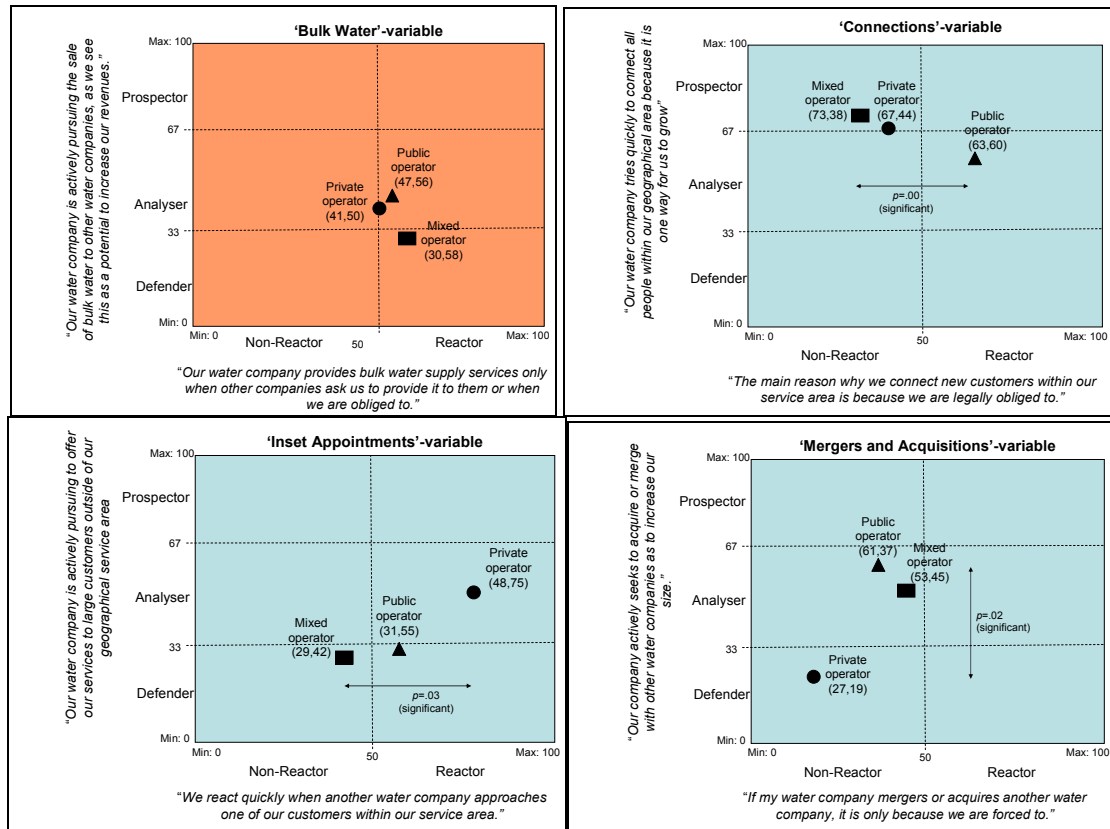 'Bulk Water'-variable
"Our water company is actively pursuing the sale
of bulk water to other water companies, as we see
this as a potential to increase our revenues."
Max: 100
Prospector
67
Analyser
33
Defender
Min: 0
Public
operator
(47,56)
Private
operator
(41,50)
Mixed
operator
(30,58)
Min: 0
Non-Reactor
50
Reactor
Max: 100
"Our water company provides bulk water supply services only
when other companies ask us to provide it to them or when
we are obliged to."
'Connections'-variable
"Our water company tries quickly to connect all
people within our geographical area because it is
one way for us to grow"
Max: 100
Prospector
67
Analyser
33
Defender
Min: 0
Mixed
operator
(73,38)
Private
operator
(67,44)
Public
operator
(63,60)
p=.00
(significant)
Min: 0
Non-Reactor
50
Reactor
Max: 100
"The main reason why we connect new customers within our
service area is because we are legally obliged to."
'Inset Appointments'-variable
"Our water company is actively pursuing to offer
our services to large customers outside of our
geographical service area
Max: 100
Prospector
67
Analyser
33
Defender
Min: 0
Private
operator
(48,75)
Public
operator
(31,55)
Mixed
operator
(29,42)
p=.03
(significant)
Min: 0
Non-Reactor
50
Reactor
Max: 100
"We react quickly when another water company approaches
one of our customers within our service area."
'Mergers and Acquisitions'-variable
"Our company actively seeks to acquire or merge
with other water companies as to increase our
size."
Max: 100
Prospector
67
Analyser
33
Defender
Min: 0
Public
operator
(61,37)
Mixed
operator
(53,45)
Private
operator
(27,19)
p=.02
(significant)
Min: 0
Non-Reactor
50
Reactor
Max: 100
"If my water company mergers or acquires another water
company, it is only because we are forced to."